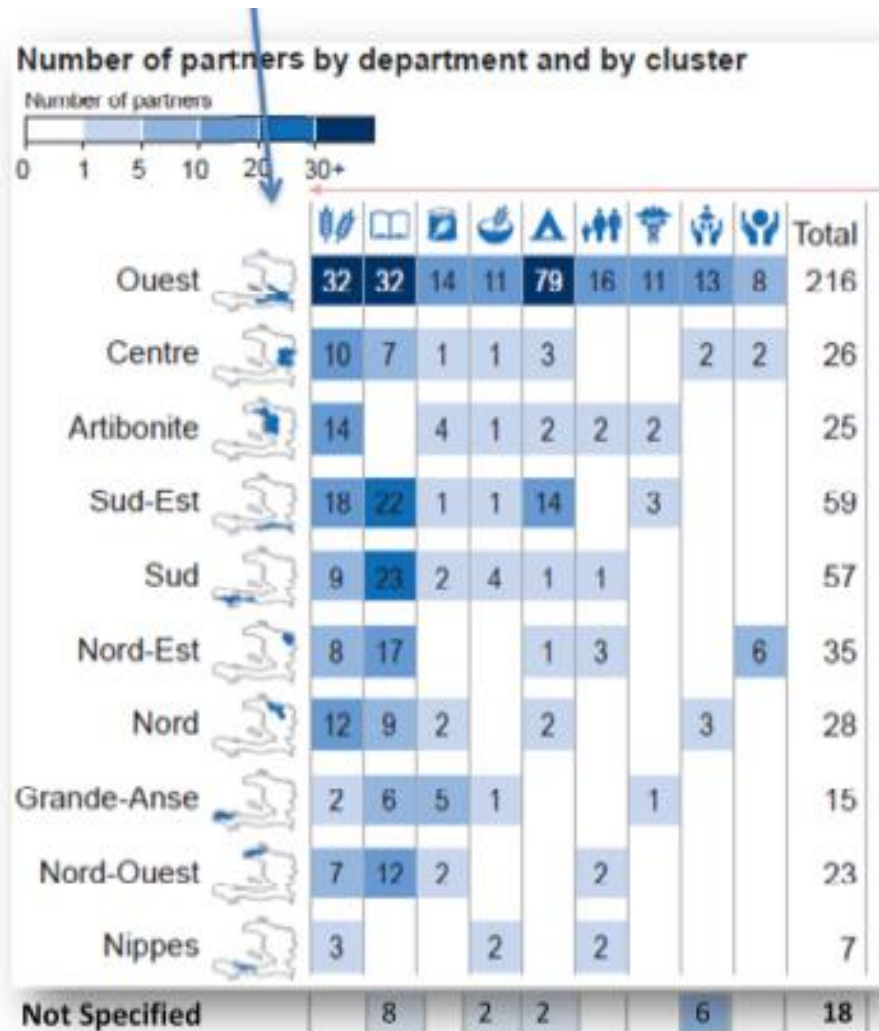 Number of partners by department and by cluster
Number of partners
0 1 5 10 20 30+
Total
Ouest 32 32 14 11 79 16 11 13 8 216
Centre 10 7 1 1 3 2 2 26
Artibonite 14 4 1 2 2 2 25
Sud-Est 18 22 1 1 14 3 59
Sud 9 23 2 4 1 1 57
Nord-Est 8 17 1 3 6 35
Nord 12 9 2 2 3 28
Grande-Anse 2 6 5 1 1 15
Nord-Ouest 7 12 2 2 23
Nippes 3 2 2 7
Not Specified 8 2 2 6 18